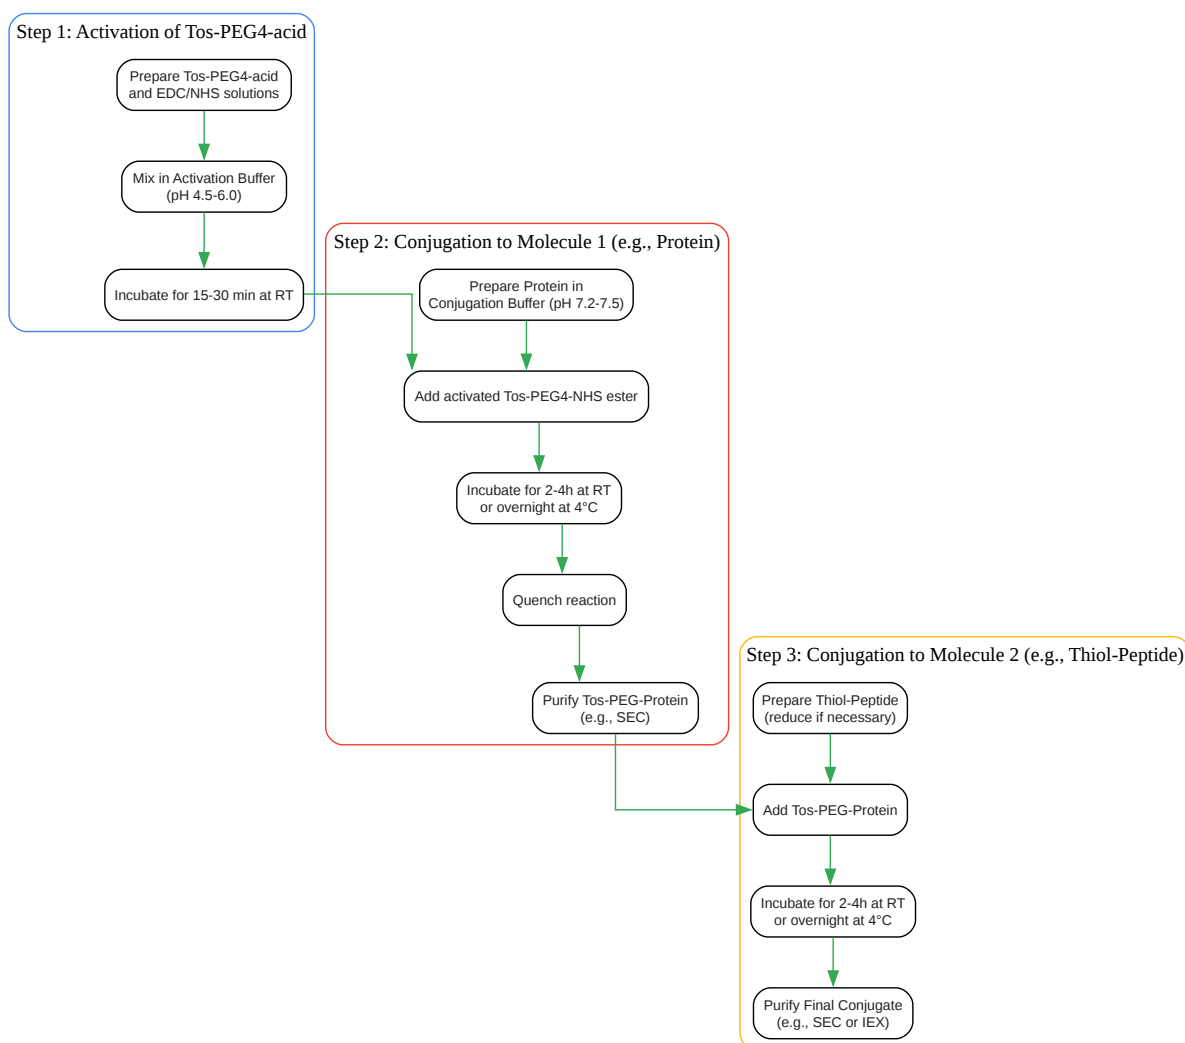 Step 1: Activation of Tos-PEG4-acid
Prepare Tos-PEG4-acid
and EDC/NHS solutions
Mix in Activation Buffer
(pH 4.5-6.0)
Incubate for 15-30 min at RT
Step 2: Conjugation to Molecule 1 (e.g., Protein)
Prepare Protein in
Conjugation Buffer (pH 7.2-7.5)
Add activated Tos-PEG4-NHS ester
Incubate for 2-4h at RT
or overnight at 4°C
Quench reaction
Purify Tos-PEG-Protein
(e.g., SEC)
Step 3: Conjugation to Molecule 2 (e.g., Thiol-Peptide)
Prepare Thiol-Peptide
(reduce if necessary)
Add Tos-PEG-Protein
Incubate for 2-4h at RT
or overnight at 4°C
Purify Final Conjugate
(e.g., SEC or IEX)